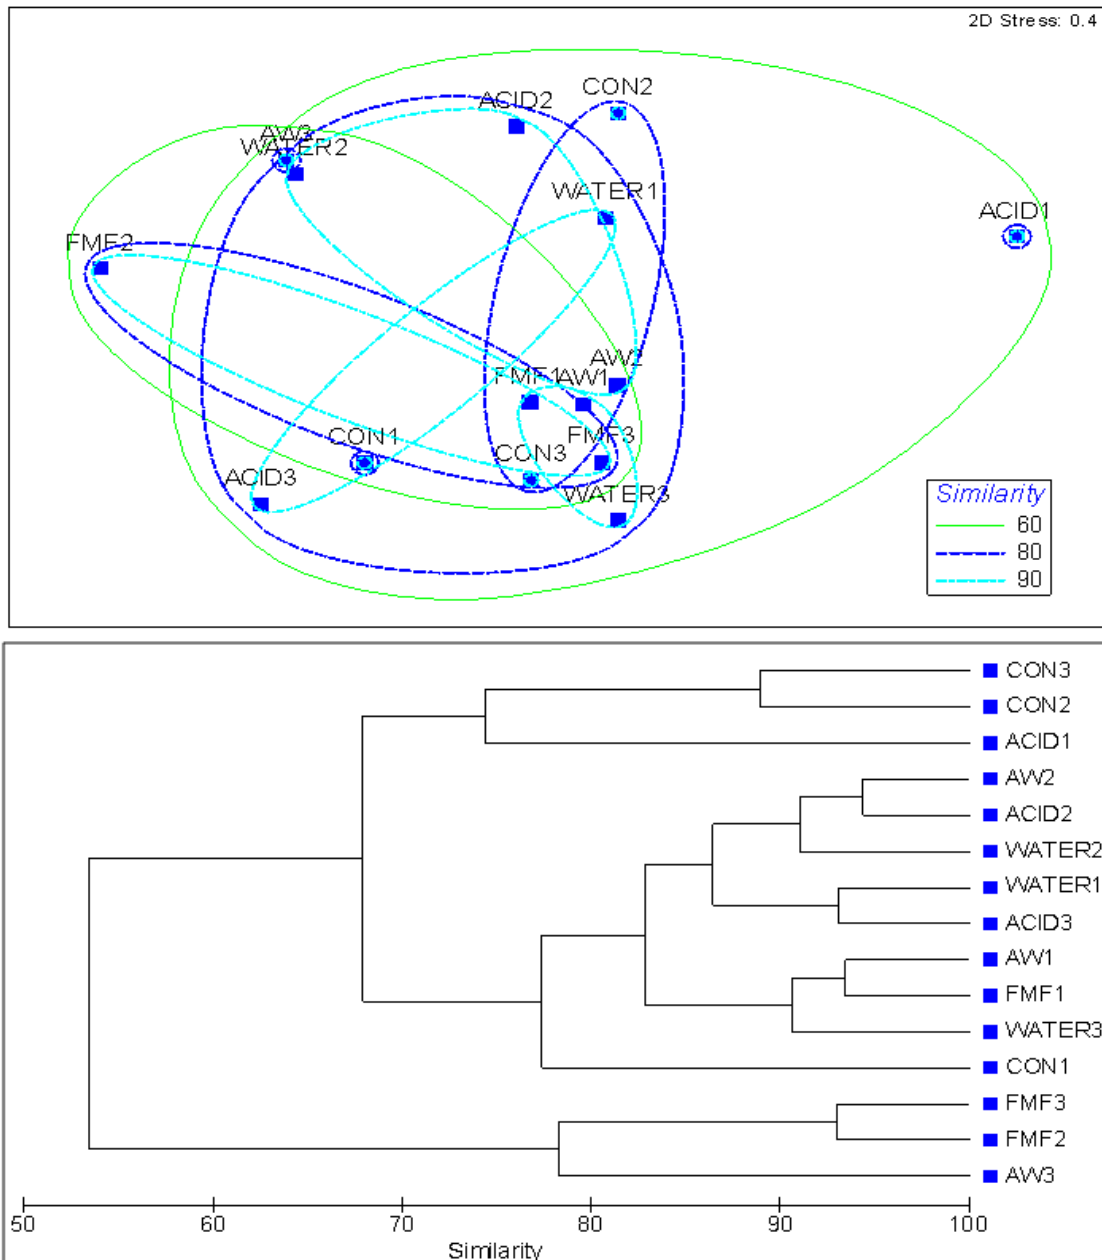 2D Stress: 0.4
CON2
ACID2
AW3
WATER2
WATER1
ACID1
FMF2
AW2
FMF1
AW1
CON1
FMF3
CON3
ACID3
WATER3
Similarity
60
80
90
CON3
CON2
ACID1
AW2
ACID2
WATER2
WATER1
ACID3
AW1
FMF1
WATER3
CON1
FMF3
FMF2
AW3
50 60 70 80 90 100
Similarity